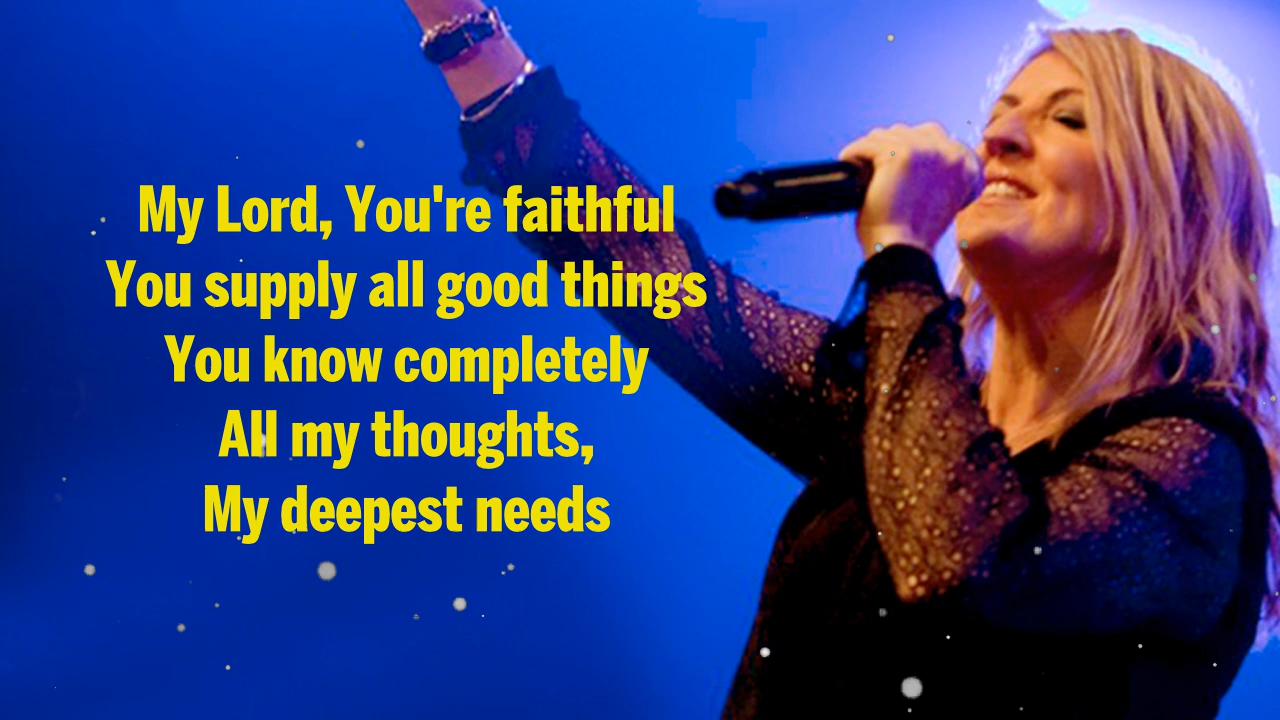 My Lord, You're faithful
You supply all good things
You know completely
All my thoughts,
My deepest needs